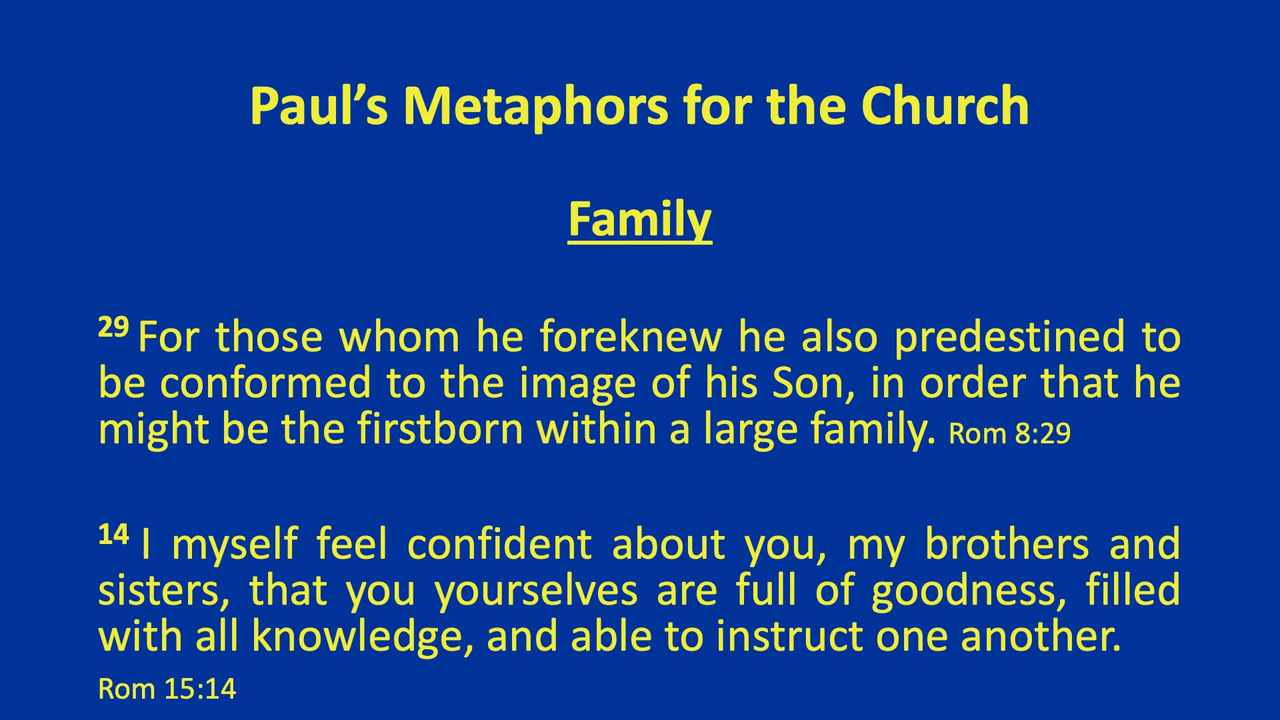 Paul’s Metaphors for the Church
Family
29 For those whom he foreknew he also predestined to
be conformed to the image of his Son, in order that he
might be the firstborn within a large family. Rom 8:29
14 I myself feel confident about you, my brothers and
sisters, that you yourselves are full of goodness, filled
with all knowledge, and able to instruct one another.
Rom 15:14